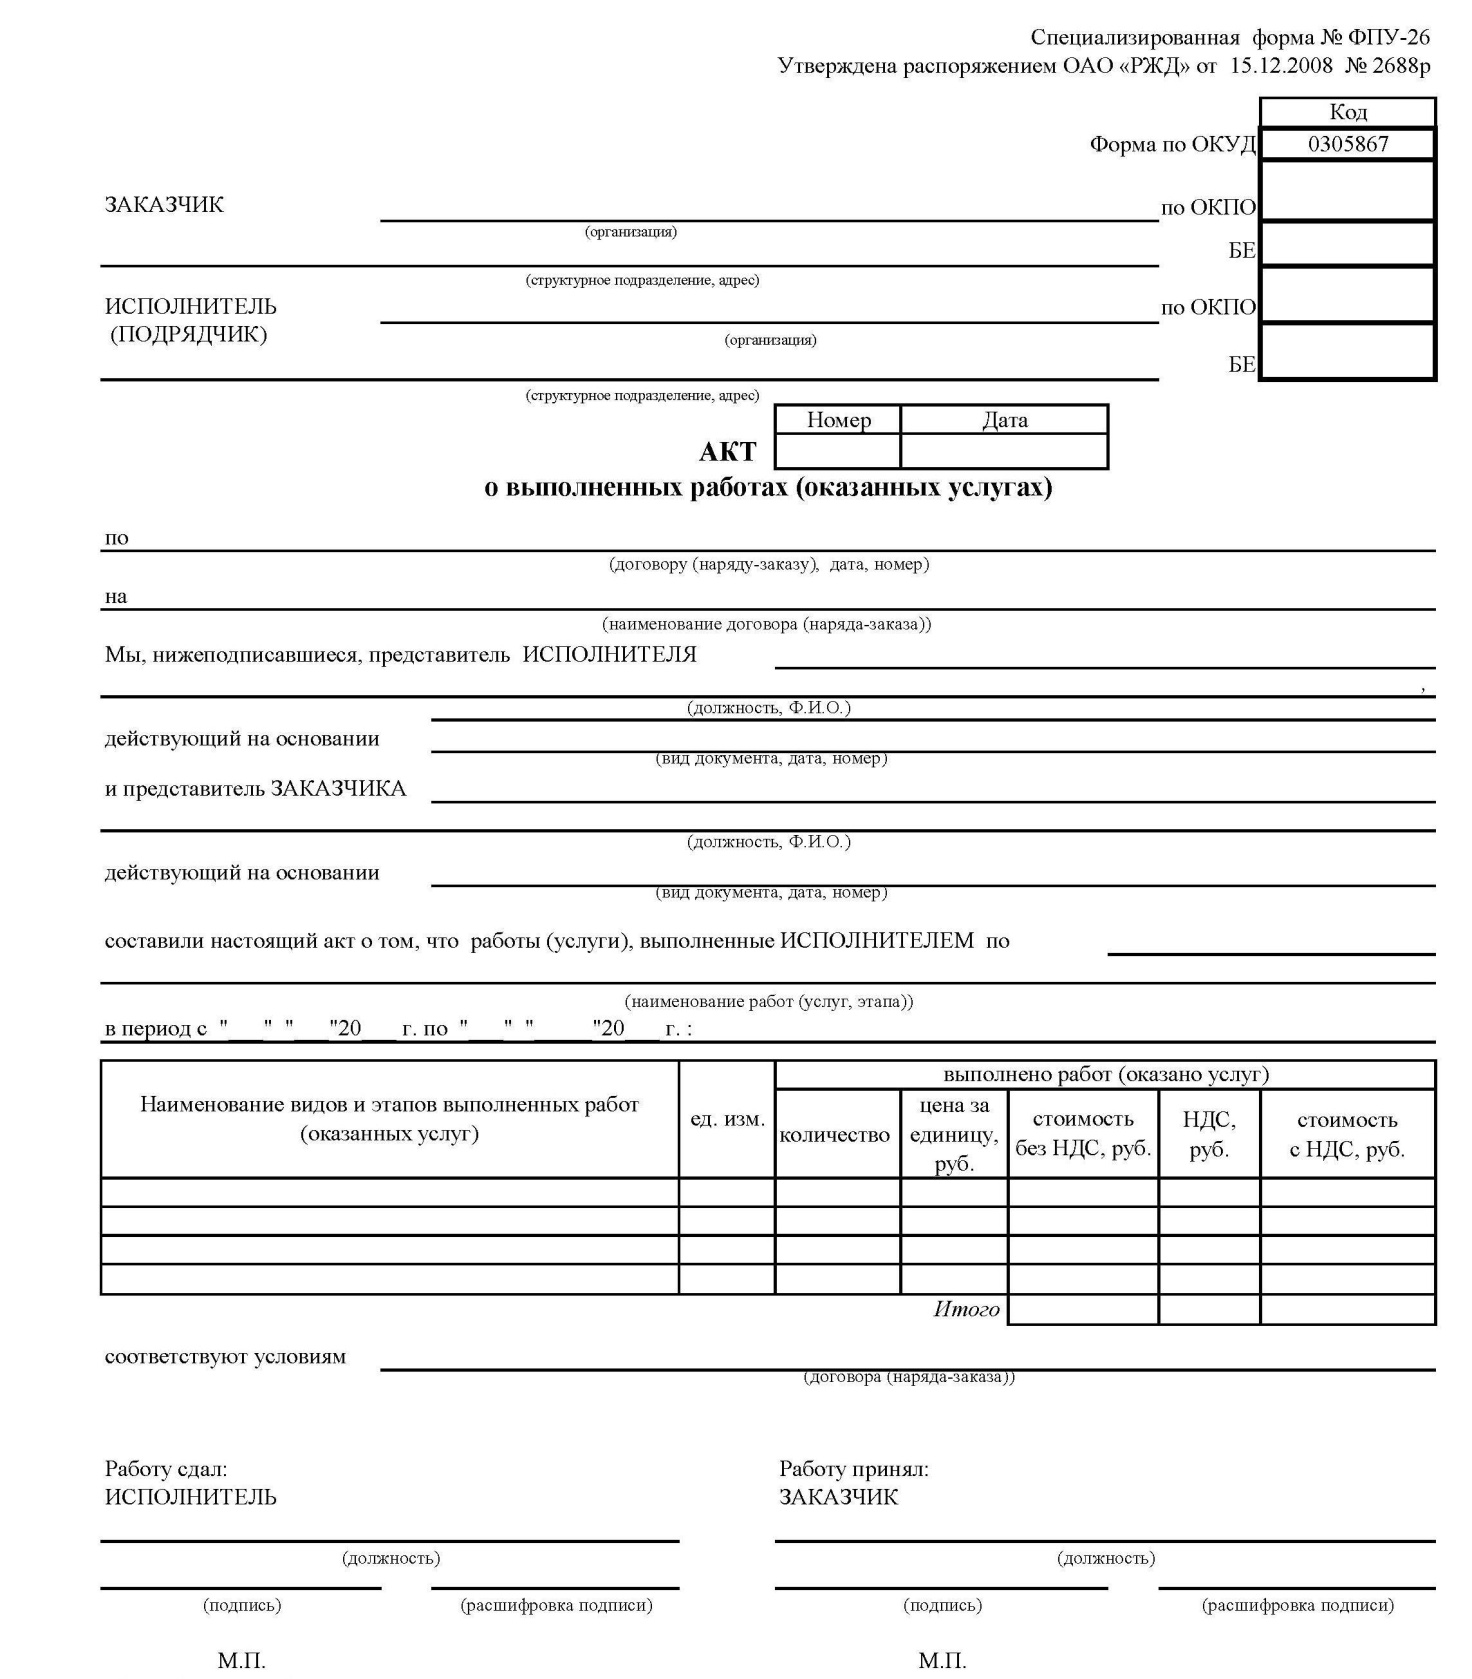 Специализированная форма № ФПУ-26
Утверждена распоряжением ОАО «РЖД» от 15.12.2008 № 2688р
Код
Форма по ОКУД 0305867
ЗАКАЗЧИК по ОКПО
(организация)
БЕ
(структурное подразделение, адрес)
ИСПОЛНИТЕЛЬ по ОКПО
(ПОДРЯДЧИК)
(организация)
БЕ
(структурное подразделение, адрес)
Номер Дата
АКТ
о выполненных работах (оказанных услугах)
по
(договору (наряду-заказу), дата, номер)
на
(наименование договора (наряда-заказа))
Мы, нижеподписавшиеся, представитель ИСПОЛНИТЕЛЯ
,
(должность, Ф.И.О.)
действующий на основании
(вид документа, дата, номер)
и представитель ЗАКАЗЧИКА
(должность, Ф.И.О.)
действующий на основании
(вид документа, дата, номер)
составили настоящий акт о том, что работы (услуги), выполненные ИСПОЛНИТЕЛЕМ по
(наименование работ (услуг, этапа))
в период с "___" "___"20___ г. по "___" "_____"20___ г. :
Наименование видов и этапов выполненных работ
(оказанных услуг)
ед. изм.
выполнено работ (оказано услуг)
количество
цена за
единицу,
руб.
стоимость
без НДС, руб.
НДС,
руб.
стоимость
с НДС, руб.
Итого
соответствуют условиям
(договора (наряда-заказа))
Работу сдал: Работу принял:
ИСПОЛНИТЕЛЬ ЗАКАЗЧИК
(должность) (должность)
(подпись) (расшифровка подписи) (подпись) (расшифровка подписи)
М.П. М.П.